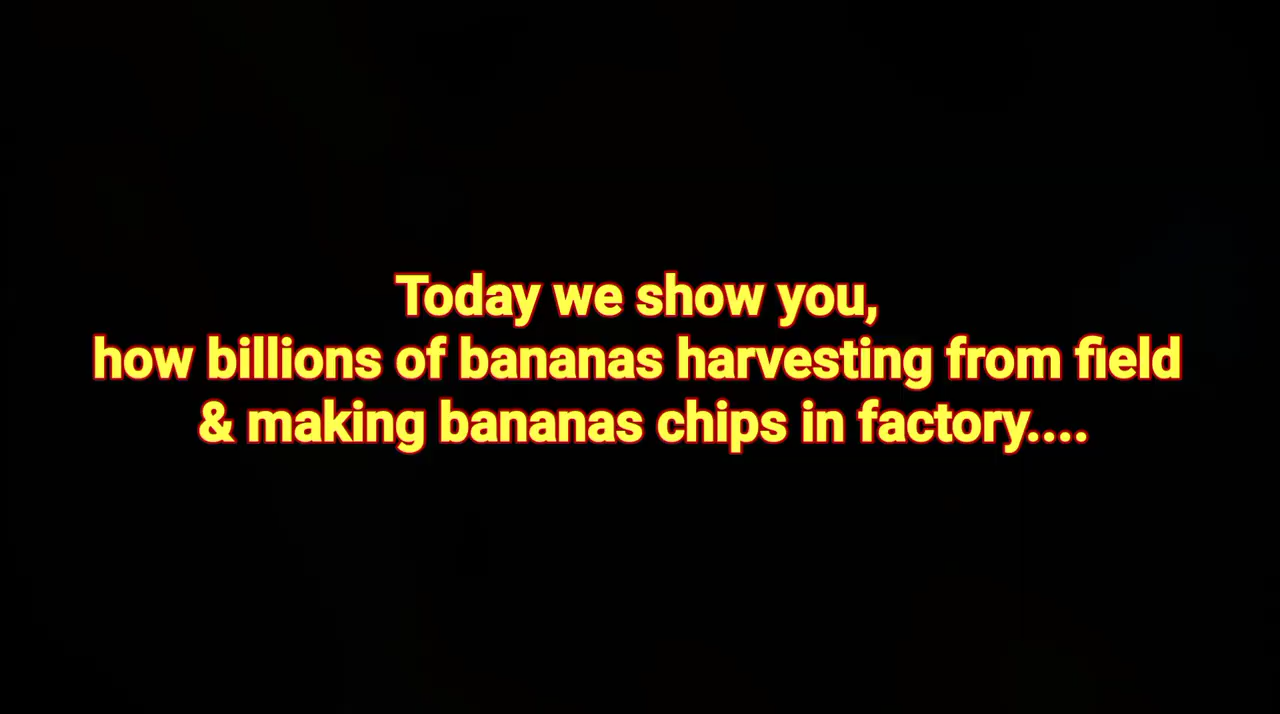 Today we show you,
how billions of bananas harvesting from field
& making bananas chips in factory....